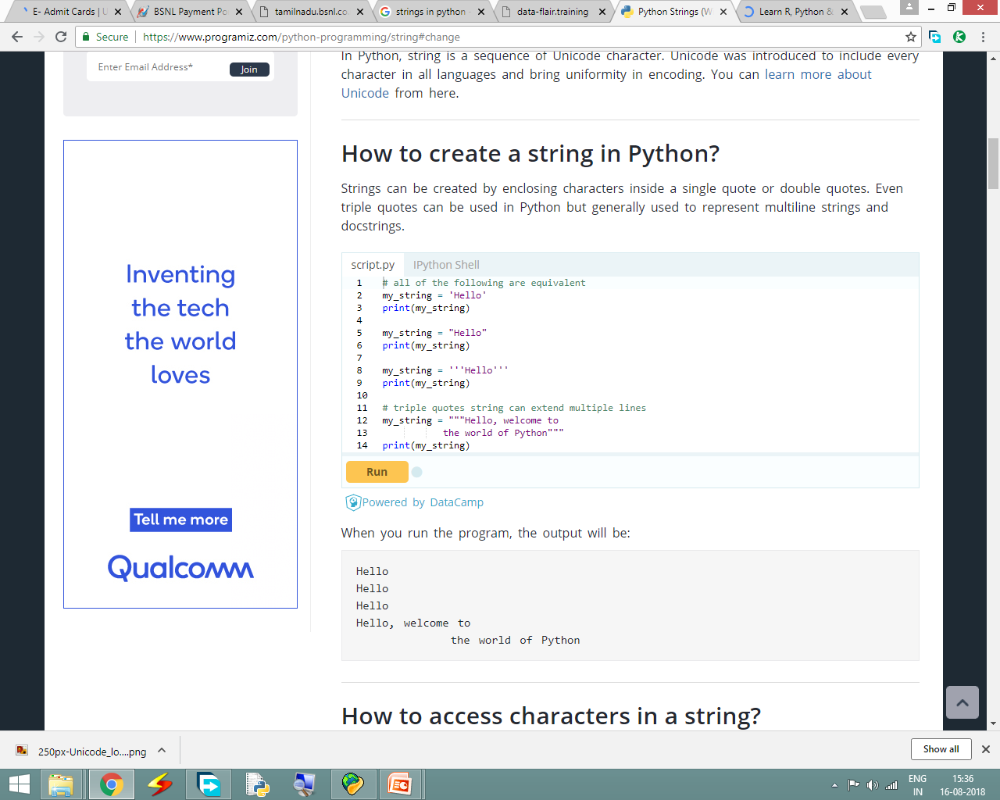 E- Admit Cards | U
BSNL Payment Po
tamilnadu.bsnl.co.
strings in python -
data-flair.training
Python Strings (W
Learn R, Python &
Secure
https://www.programiz.com/python-programming/string#change
Enter Email Address*
Join
Inventing
the tech
the world
loves
Tell me more
Qualcomm
In Python, string is a sequence of Unicode character. Unicode was introduced to include every
character in all languages and bring uniformity in encoding. You can learn more about
Unicode from here.
How to create a string in Python?
Strings can be created by enclosing characters inside a single quote or double quotes. Even
triple quotes can be used in Python but generally used to represent multiline strings and
docstrings.
script.py IPython Shell
1 # all of the following are equivalent
2 my_string = 'Hello'
3 print(my_string)
4
5 my_string = "Hello"
6 print(my_string)
7
8 my_string = '''Hello'''
9 print(my_string)
10
11 # triple quotes string can extend multiple lines
12 my_string = """Hello, welcome to
13 the world of Python"""
14 print(my_string)
Run
Powered by DataCamp
When you run the program, the output will be:
Hello
Hello
Hello
Hello, welcome to
the world of Python
How to access characters in a string?
250px-Unicode_lo....png
Show all
ENG
IN
15:36
16-08-2018